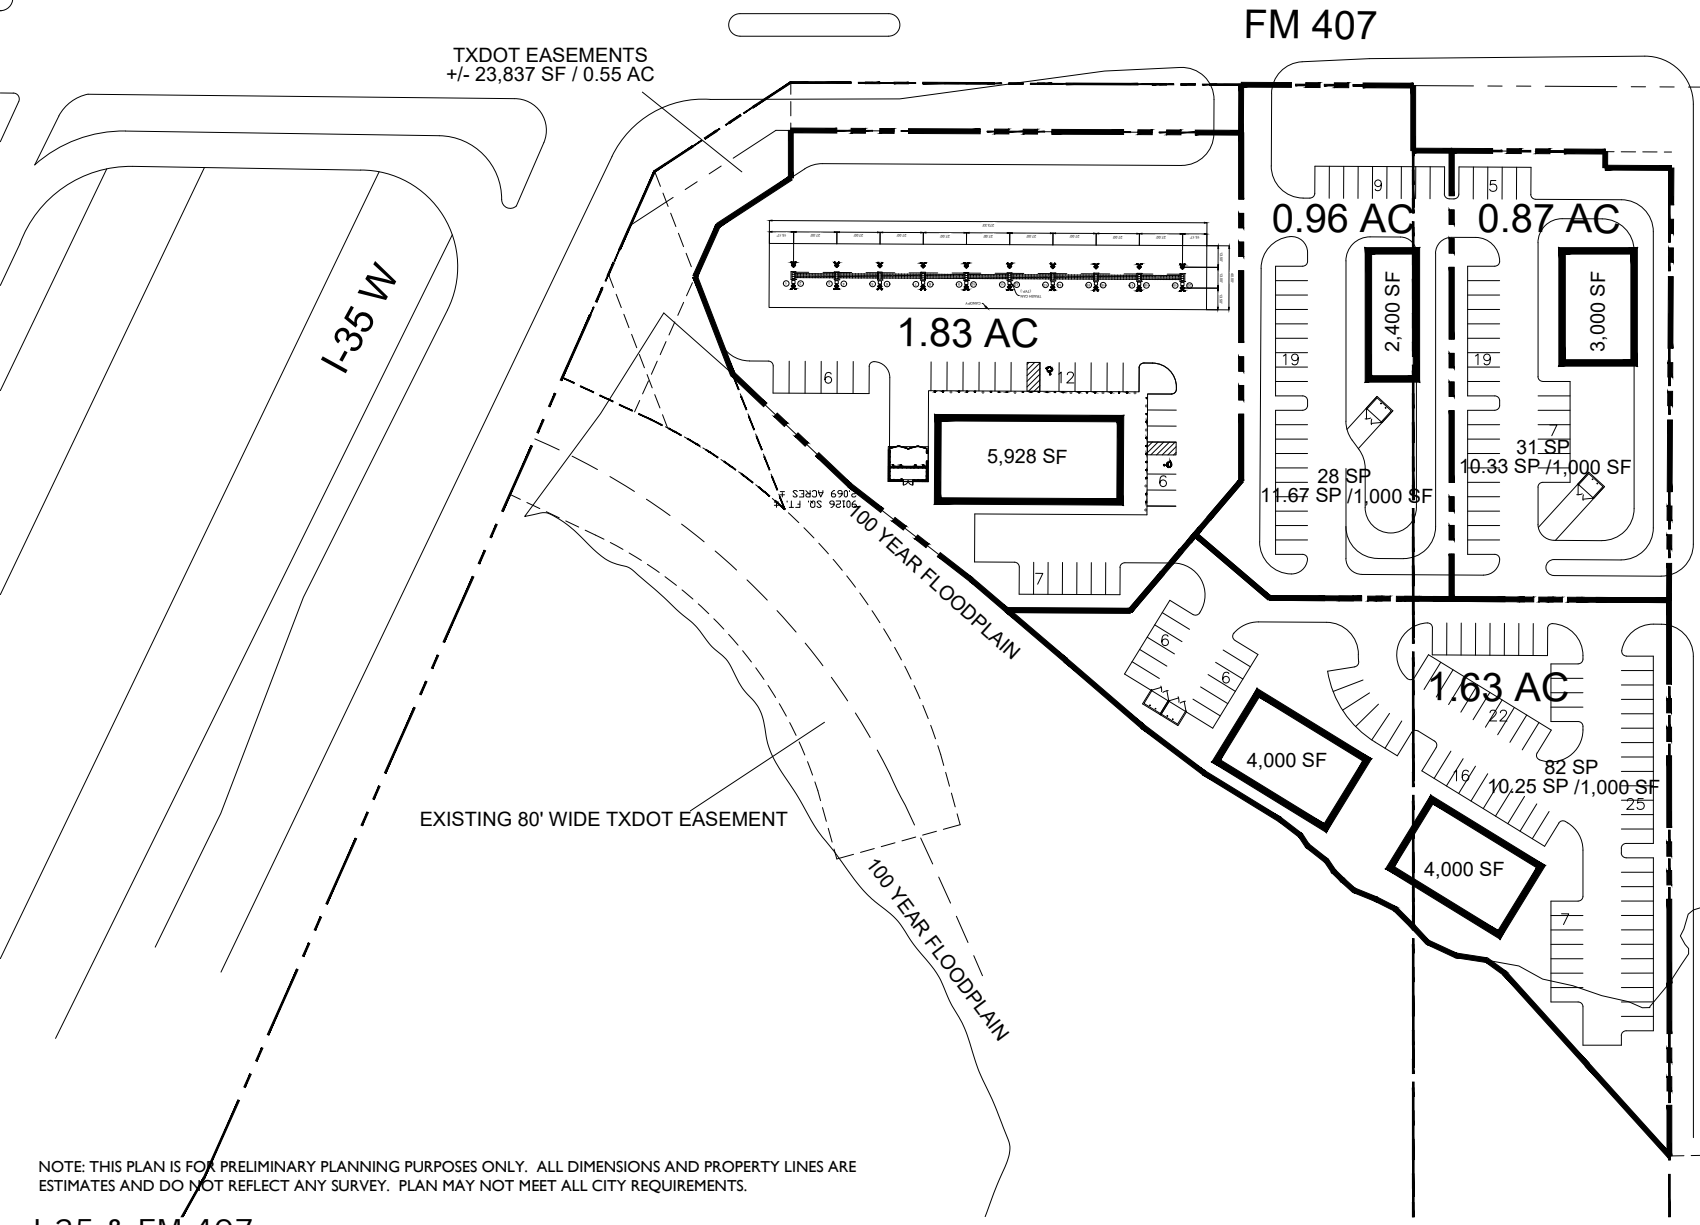 FM 407
TXDOT EASEMENTS
+/- 23,837 SF / 0.55 AC
I-35 W
9
5
0.96 AC
0.87 AC
1.83 AC
2,400 SF
3,000 SF
19
19
6
12
5,928 SF
6
7
7
28 SP
11.67 SP /1,000 SF
31 SP
10.33 SP /1,000 SF
90126 SQ. FT. ±
2.069 ACRES ±
100 YEAR FLOODPLAIN
6
6
1.63 AC
22
4,000 SF
16
82 SP
10.25 SP /1,000 SF
25
4,000 SF
7
EXISTING 80' WIDE TXDOT EASEMENT
100 YEAR FLOODPLAIN
NOTE: THIS PLAN IS FOR PRELIMINARY PLANNING PURPOSES ONLY. ALL DIMENSIONS AND PROPERTY LINES ARE
ESTIMATES AND DO NOT REFLECT ANY SURVEY. PLAN MAY NOT MEET ALL CITY REQUIREMENTS.
I-35 & FM 407